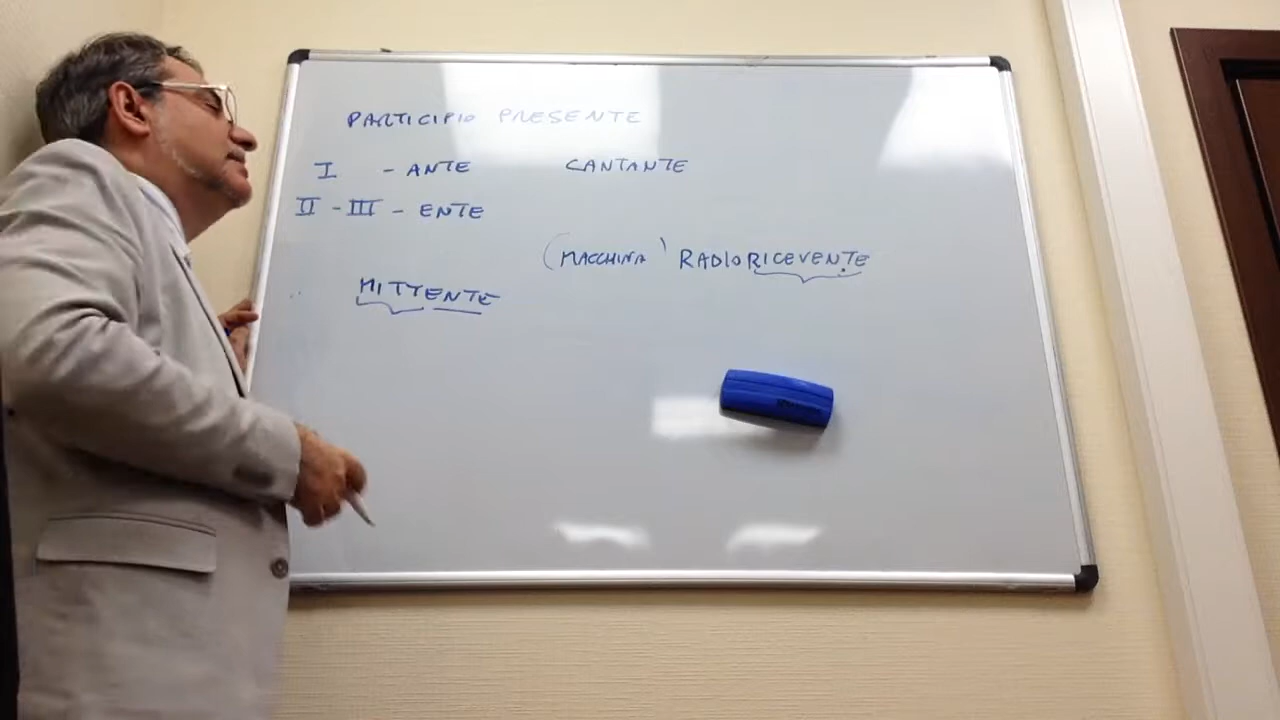 PARTICIPIO PRESENTE
I - ANTE CANTANTE
II - III - ENTE
(MACCHINA) RADIORICEVENTE
MITTENTE